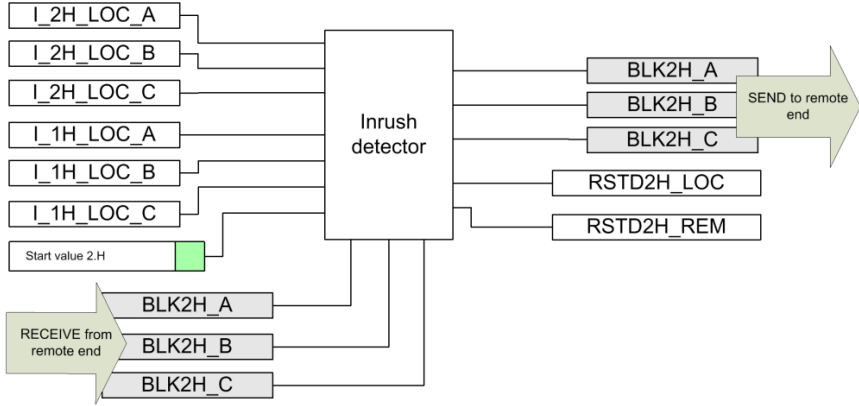 I_2H_LOC_A
I_2H_LOC_B
I_2H_LOC_C
I_1H_LOC_A
I_1H_LOC_B
I_1H_LOC_C
Start value 2.H
Inrush
detector
BLK2H_A
BLK2H_B
BLK2H_C
SEND to remote
end
RSTD2H_LOC
RSTD2H_REM
RECEIVE from
remote end
BLK2H_A
BLK2H_B
BLK2H_C